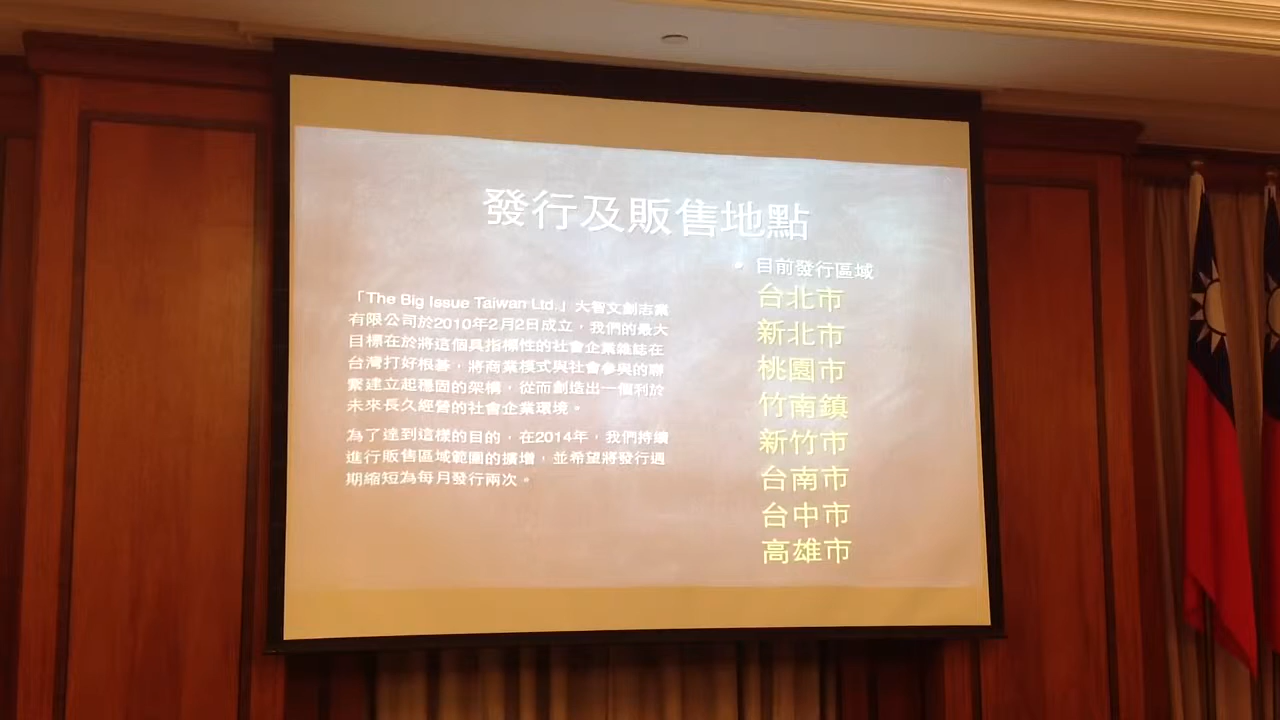 發行及販售地點
「The Big Issue Taiwan Ltd.」大智文創志業
有限公司於2010年2月2日成立，我們的最大
目標在於將這個具指標性的社會企業雜誌在
台灣打好根基，將商業模式與社會參與的聯
繫建立起穩固的架構，從而創造出一個利於
未來長久經營的社會企業環境。
為了達到這樣的目的，在2014年，我們持續
進行販售區域範圍的擴增，並希望將發行週
期縮短為每月發行兩次。
目前發行區域
台北市
新北市
桃園市
竹南鎮
新竹市
台南市
台中市
高雄市